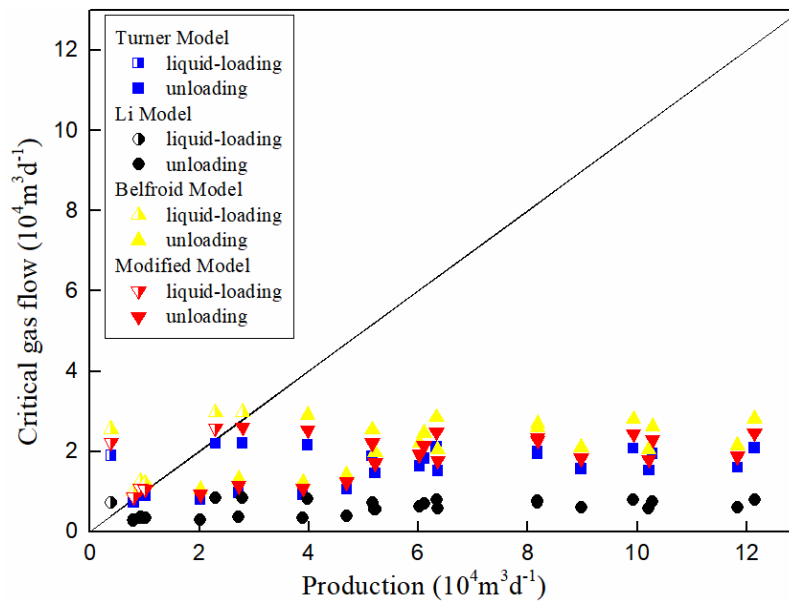 Turner Model
liquid-loading
unloading
Li Model
liquid-loading
unloading
Belfroid Model
liquid-loading
unloading
Modified Model
liquid-loading
unloading
Critical gas flow (10⁴m³d⁻¹)
12
10
8
6
4
2
0
0 2 4 6 8 10 12
Production (10⁴m³d⁻¹)